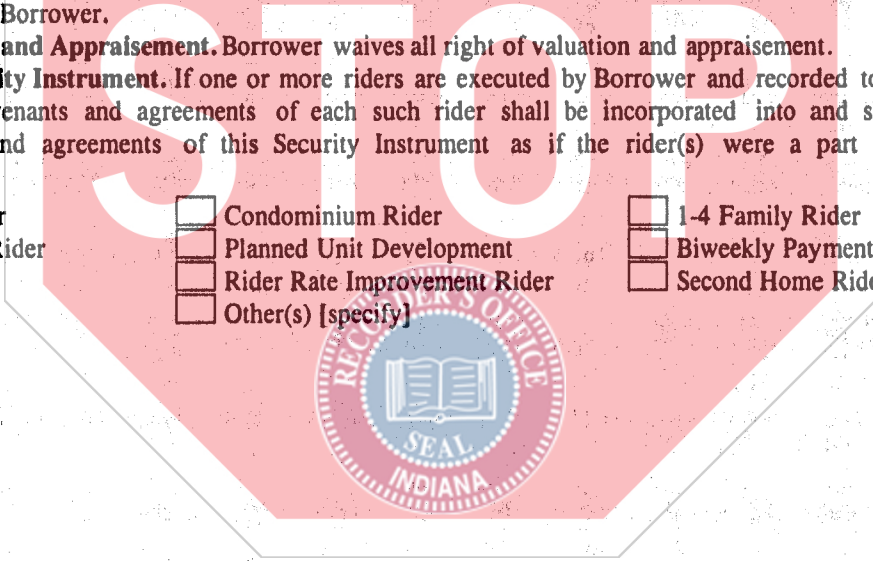 Borrower.
and Appraisement. Borrower waives all right of valuation and appraisement.
ity Instrument. If one or more riders are executed by Borrower and recorded to
enants and agreements of each such rider shall be incorporated into and s
nd agreements of this Security Instrument as if the rider(s) were a part
r Condominium Rider 1-4 Family Rider
Rider Planned Unit Development Biweekly Payment
Rider Rate Improvement Rider Second Home Ride
Other(s) [specify]
STOP
RECORDER'S OFFICE
SEAL
INDIANA